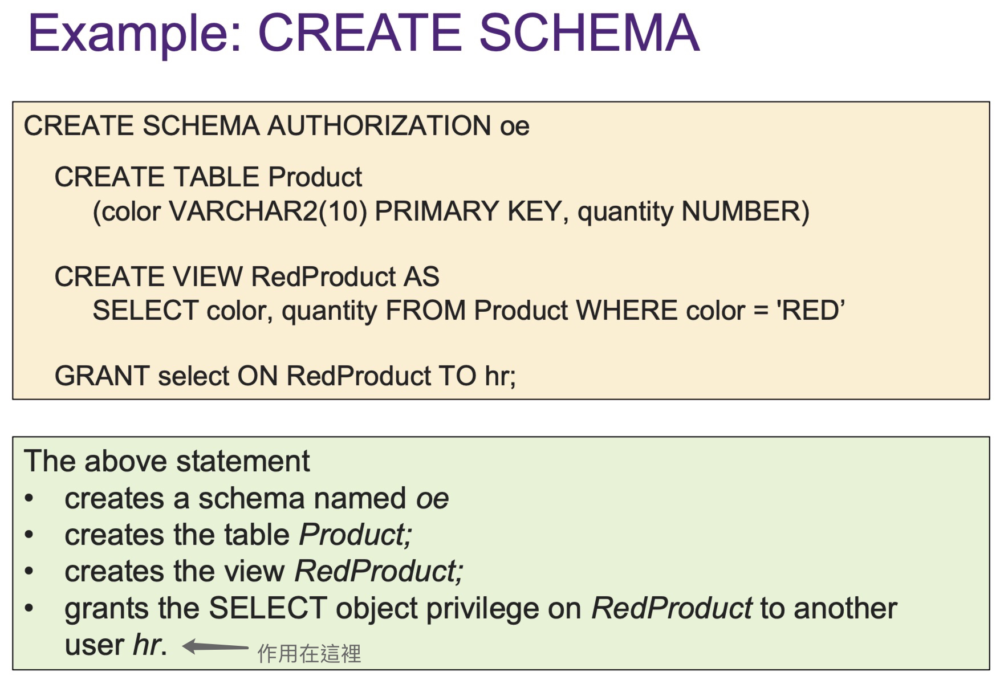 Example: CREATE SCHEMA
CREATE SCHEMA AUTHORIZATION oe
CREATE TABLE Product
(color VARCHAR2(10) PRIMARY KEY, quantity NUMBER)
CREATE VIEW RedProduct AS
SELECT color, quantity FROM Product WHERE color = 'RED’
GRANT select ON RedProduct TO hr;
The above statement
• creates a schema named oe
• creates the table Product;
• creates the view RedProduct;
• grants the SELECT object privilege on RedProduct to another
user hr.
作用在這裡